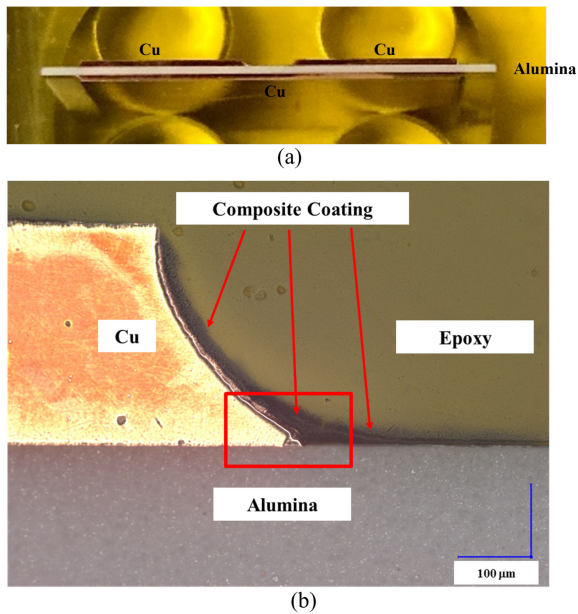 Cu
Cu
Alumina
Cu
(a)
Composite Coating
Cu
Epoxy
Alumina
100 μm
(b)